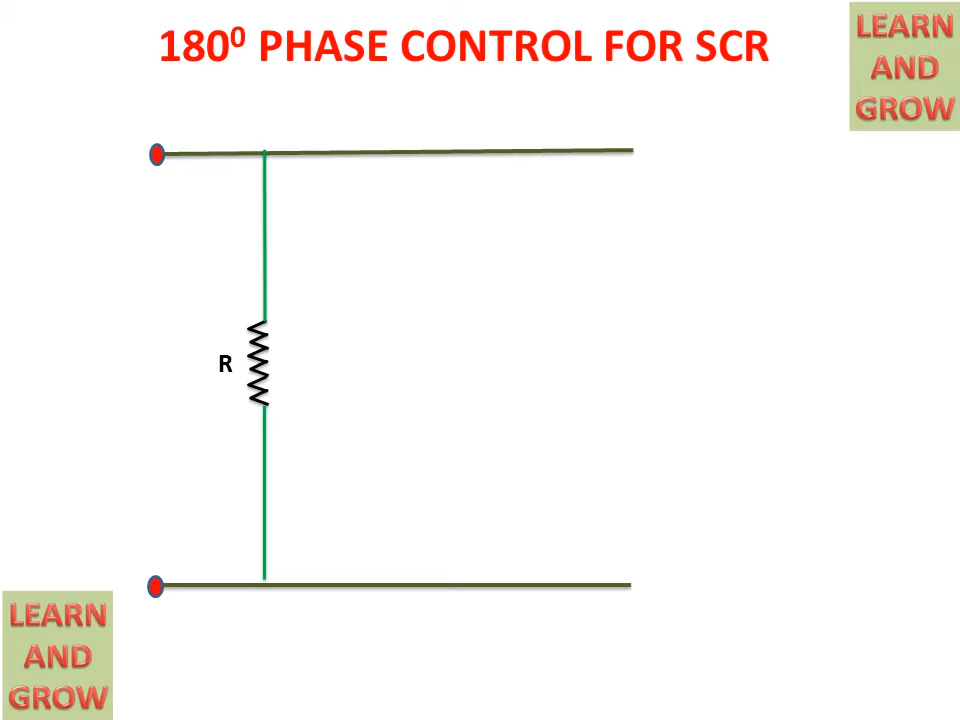 180⁰ PHASE CONTROL FOR SCR
LEARN
AND
GROW
R
LEARN
AND
GROW